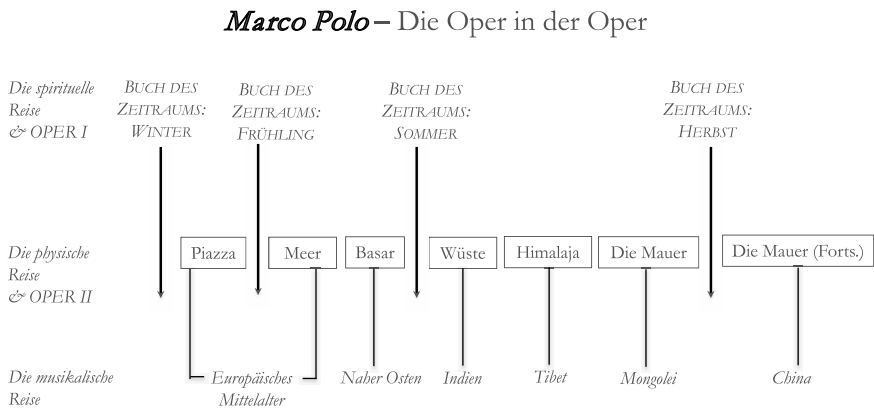 Marco Polo – Die Oper in der Oper
Die spirituelle
Reise
& OPER I
BUCH DES
ZEITRAUMS:
WINTER
BUCH DES
ZEITRAUMS:
FRÜHLING
BUCH DES
ZEITRAUMS:
SOMMER
BUCH DES
ZEITRAUMS:
HERBST
Die physische
Reise
& OPER II
Piazza
Meer
Basar
Wüste
Himalaja
Die Mauer
Die Mauer (Forts.)
Die musikalische
Reise
Europäisches
Mittelalter
Naher Osten
Indien
Tibet
Mongolei
China